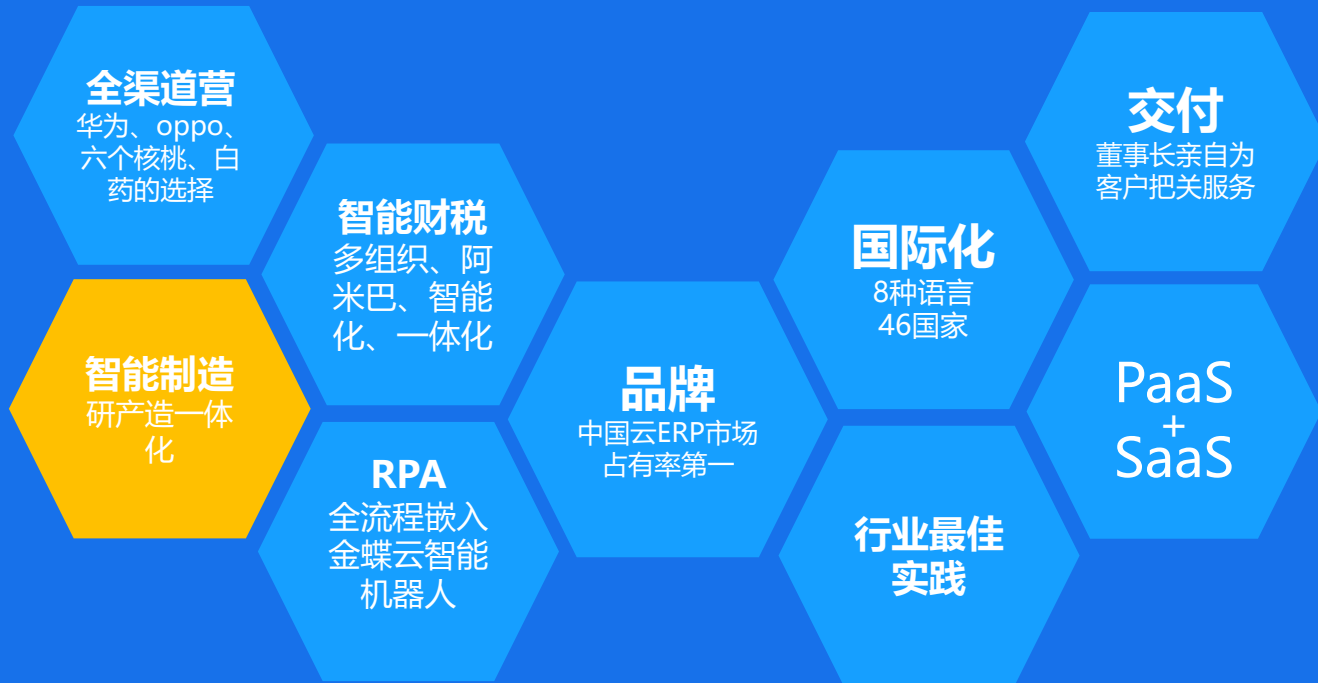 全渠道营
华为、oppo、
六个核桃、白
药的选择
智能制造
研产造一体
化
智能财税
多组织、阿
米巴、智能
化、一体化
RPA
全流程嵌入
金蝶云智能
机器人
品牌
中国云ERP市场
占有率第一
国际化
8种语言
46国家
行业最佳
实践
交付
董事长亲自为
客户把关服务
PaaS
+
SaaS